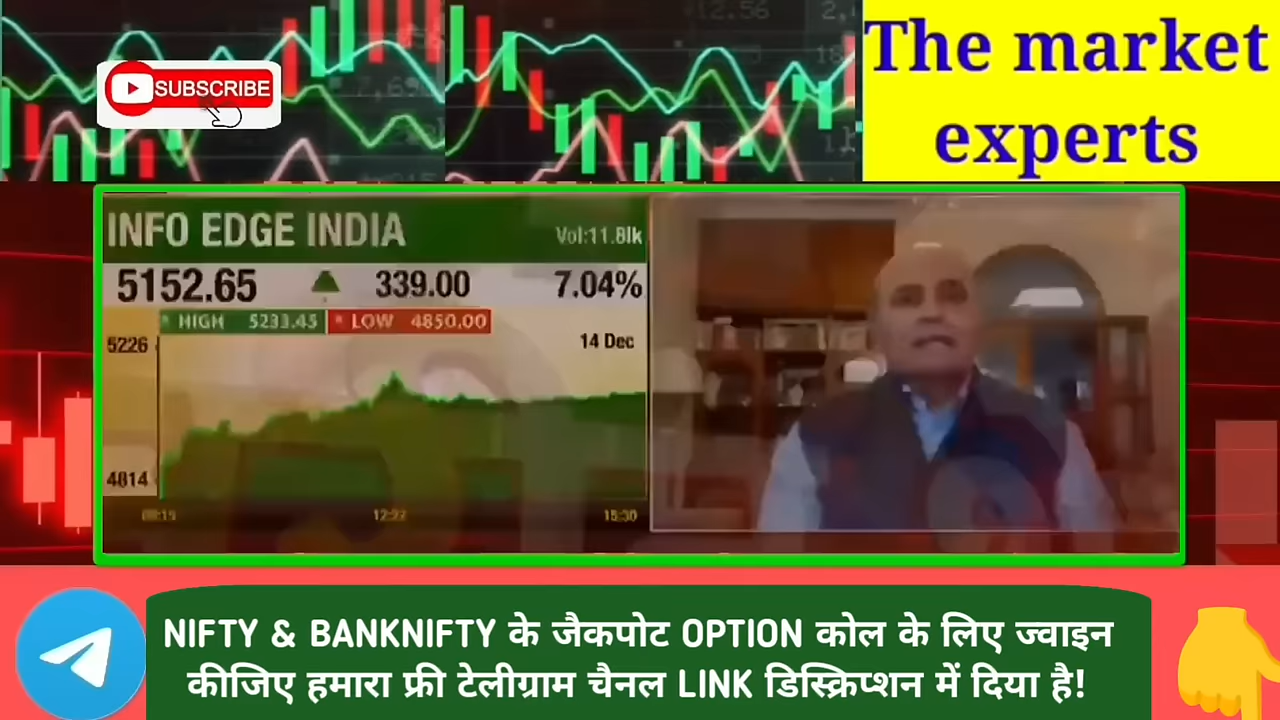 The market
experts
SUBSCRIBE
INFO EDGE INDIA
Vol:11.8lk
5152.65 339.00 7.04%
HIGH 5233.45 LOW 4850.00
5226
14 Dec
4814
12:22 15:30
NIFTY & BANKNIFTY के जैकपोट OPTION कोल के लिए ज्वाइन
कीजिए हमारा फ्री टेलीग्राम चैनल LINK डिस्क्रिप्शन में दिया है!